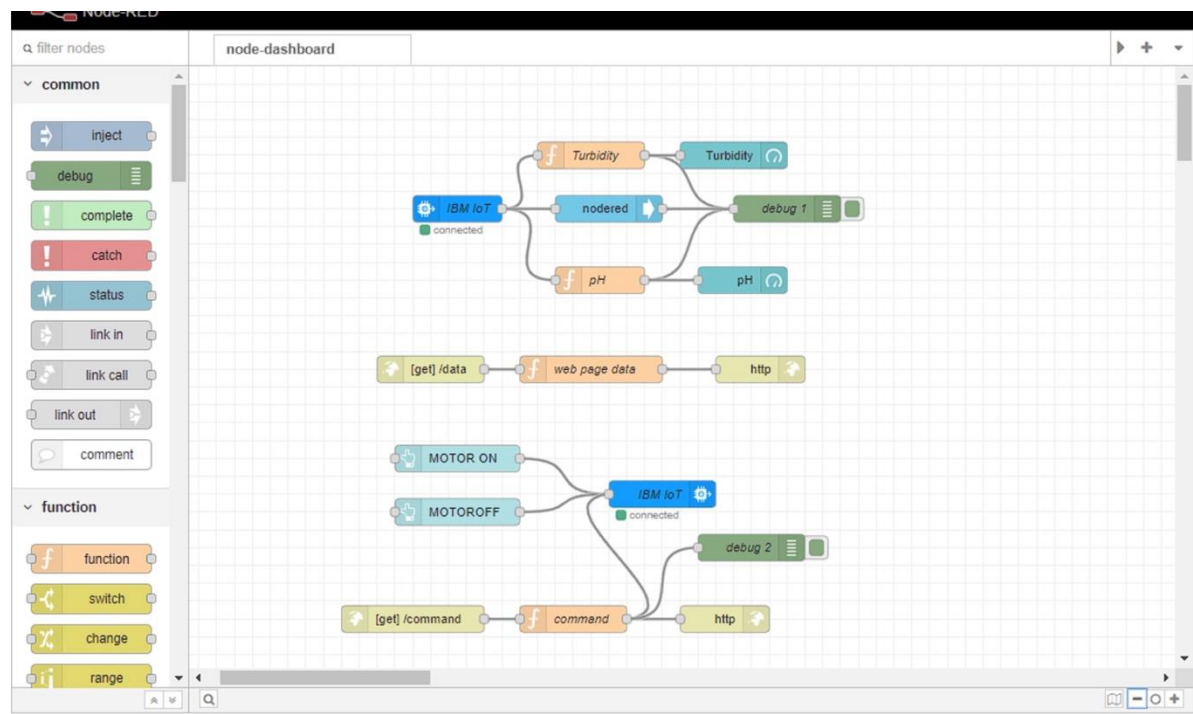 Node-RED
filter nodes
node-dashboard
common
inject
debug
complete
catch
status
link in
link call
link out
comment
function
function
switch
change
range
Turbidity
Turbidity
IBM IoT
connected
nodered
debug 1
pH
pH
[get] /data
web page data
http
MOTOR ON
MOTOROFF
IBM IoT
connected
debug 2
[get] /command
command
http